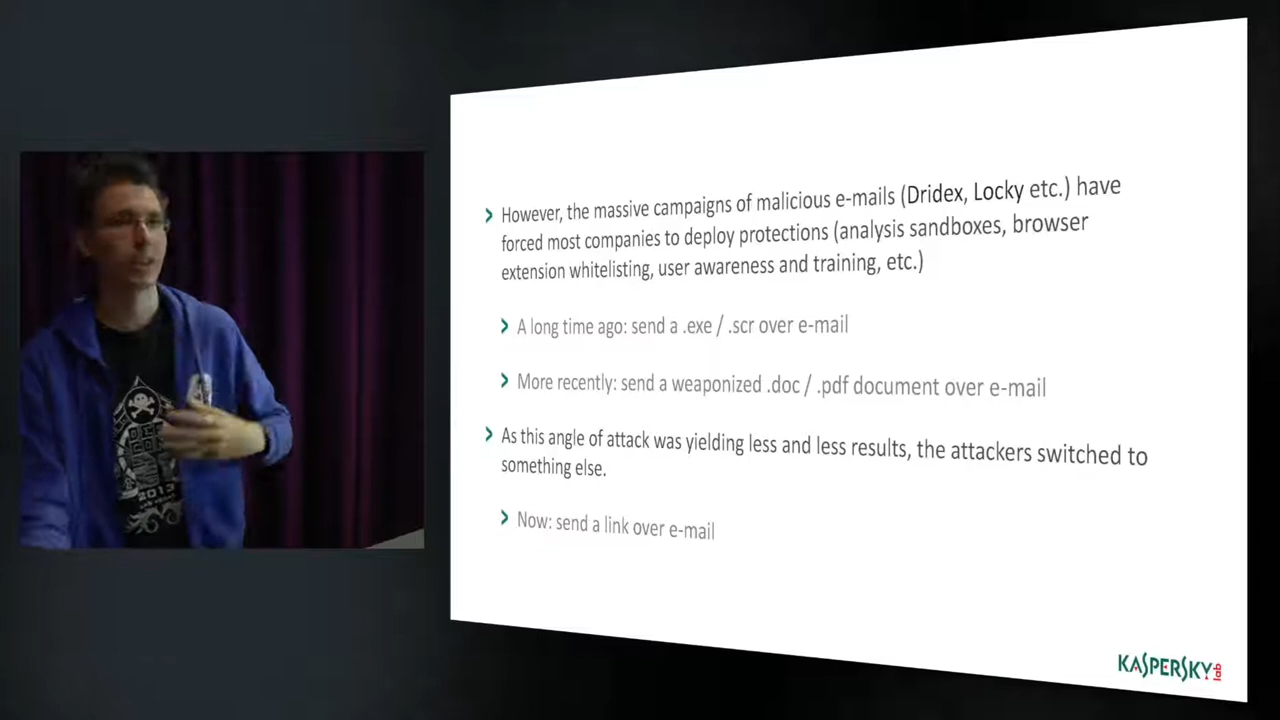 However, the massive campaigns of malicious e-mails (Dridex, Locky etc.) have
forced most companies to deploy protections (analysis sandboxes, browser
extension whitelisting, user awareness and training, etc.)
A long time ago: send a .exe / .scr over e-mail
More recently: send a weaponized .doc / .pdf document over e-mail
As this angle of attack was yielding less and less results, the attackers switched to
something else.
Now: send a link over e-mail
KASPERSKY lab
2013